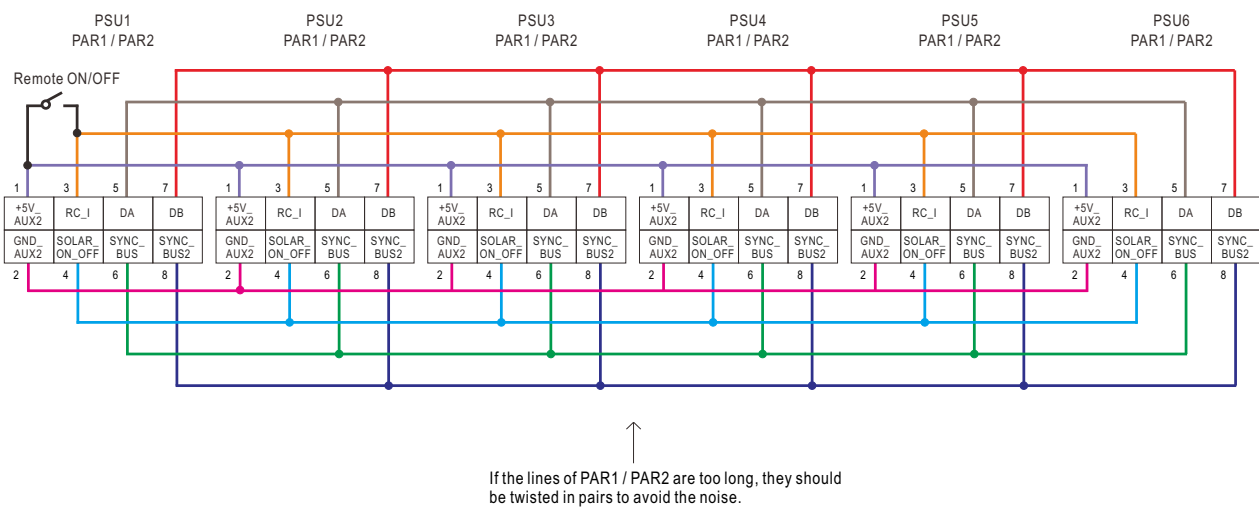 PSU1 PSU2 PSU3 PSU4 PSU5 PSU6
PAR1 / PAR2 PAR1 / PAR2 PAR1 / PAR2 PAR1 / PAR2 PAR1 / PAR2 PAR1 / PAR2
Remote ON/OFF
1 3 5 7 1 3 5 7 1 3 5 7 1 3 5 7 1 3 5 7 1 3 5 7
+5V_ RC_I DA DB +5V_ RC_I DA DB +5V_ RC_I DA DB +5V_ RC_I DA DB +5V_ RC_I DA DB +5V_ RC_I DA DB
AUX2 AUX2 AUX2 AUX2 AUX2 AUX2
GND_ SOLAR_ SYNC_ SYNC_ GND_ SOLAR_ SYNC_ SYNC_ GND_ SOLAR_ SYNC_ SYNC_ GND_ SOLAR_ SYNC_ SYNC_ GND_ SOLAR_ SYNC_ SYNC_ GND_ SOLAR_ SYNC_ SYNC_
AUX2 ON_OFF BUS BUS2 AUX2 ON_OFF BUS BUS2 AUX2 ON_OFF BUS BUS2 AUX2 ON_OFF BUS BUS2 AUX2 ON_OFF BUS BUS2 AUX2 ON_OFF BUS BUS2
2 4 6 8 2 4 6 8 2 4 6 8 2 4 6 8 2 4 6 8 2 4 6 8
If the lines of PAR1 / PAR2 are too long, they should
be twisted in pairs to avoid the noise.